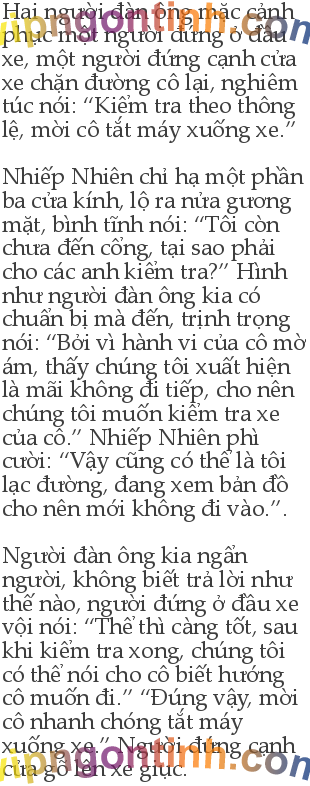 Hai người đàn ông mặc cảnh
phục một người đứng ở đầu
xe, một người đứng cạnh cửa
xe chặn đường cô lại, nghiêm
túc nói: “Kiểm tra theo thông
lệ, mời cô tắt máy xuống xe.”
Nhiếp Nhiên chỉ hạ một phần
ba cửa kính, lộ ra nửa gương
mặt, bình tĩnh nói: “Tôi còn
chưa đến cổng, tại sao phải
cho các anh kiểm tra?” Hình
như người đàn ông kia có
chuẩn bị mà đến, trịnh trọng
nói: “Bởi vì hành vi của cô mờ
ám, thấy chúng tôi xuất hiện
là mãi không đi tiếp, cho nên
chúng tôi muốn kiểm tra xe
của cô.” Nhiếp Nhiên phì
cười: “Vậy cũng có thể là tôi
lạc đường, đang xem bản đồ
cho nên mới không đi vào.”.
Người đàn ông kia ngẩn
người, không biết trả lời như
thế nào, người đứng ở đầu xe
vội nói: “Thể thì càng tốt, sau
khi kiểm tra xong, chúng tôi
có thể nói cho cô biết hướng
cô muốn đi.” “Đúng vậy, mời
cô nhanh chóng tắt máy
xuống xe.” Người đứng cạnh
cửa gõ lên xe giục.
vipngontinh.com
vipngontinh.com